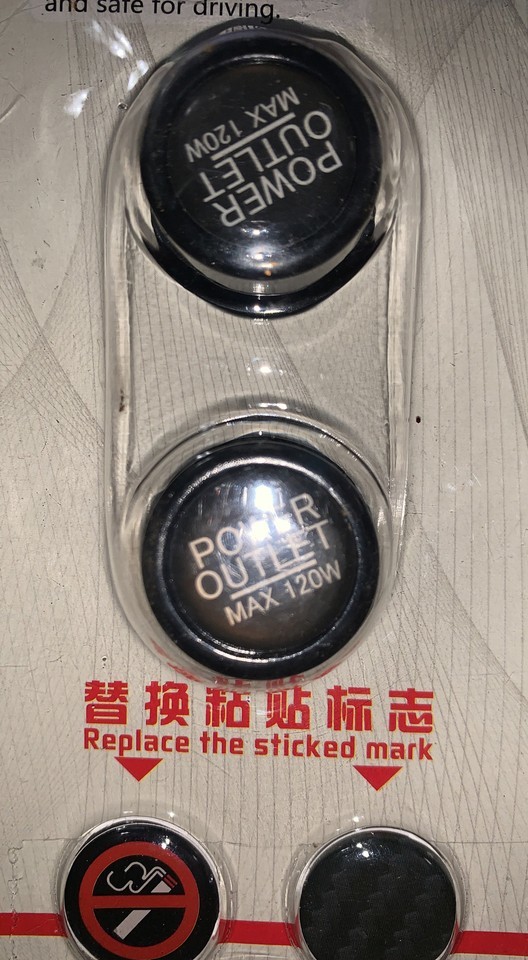 and safe for driving.
POWER
OUTLET
MAX 120W
POWER
OUTLET
MAX 120W
替换粘贴标志
Replace the sticked mark